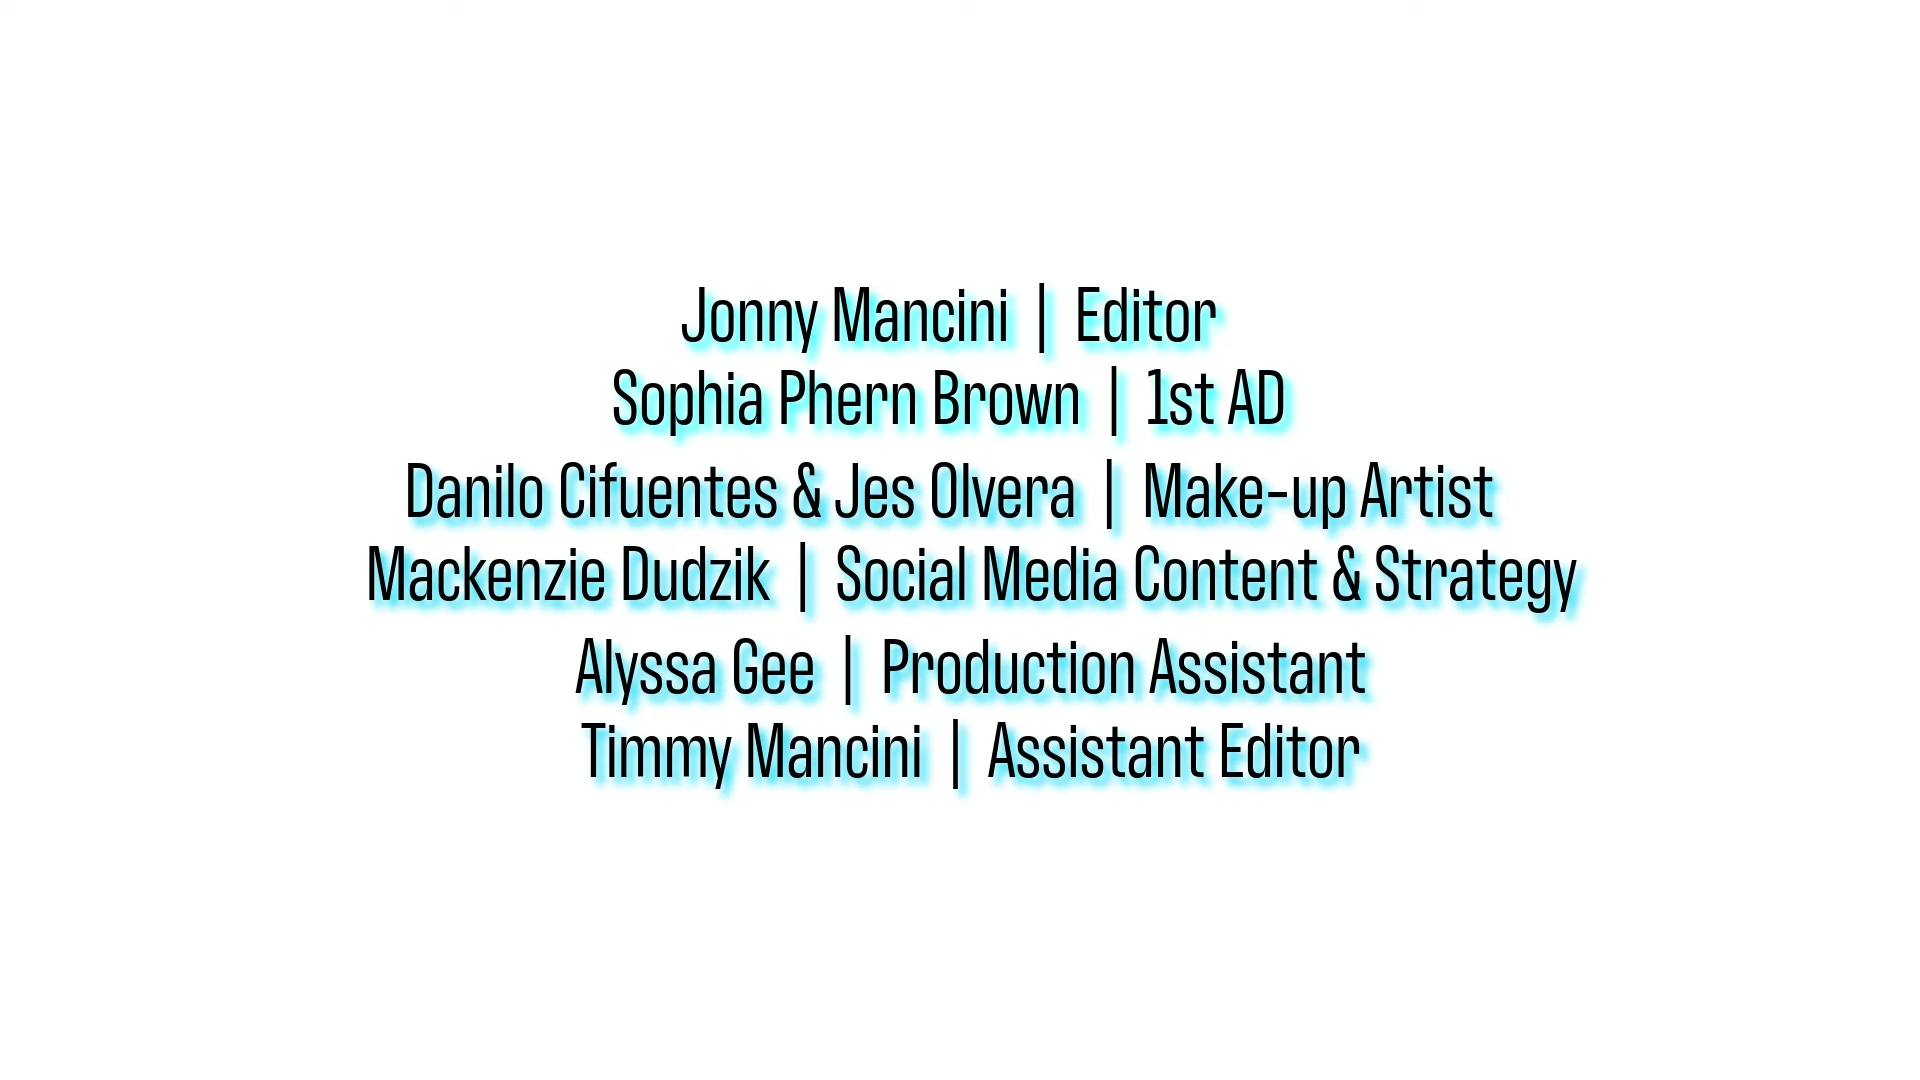 Jonny Mancini | Editor
Sophia Phern Brown | 1st AD
Danilo Cifuentes & Jes Olvera | Make-up Artist
Mackenzie Dudzik | Social Media Content & Strategy
Alyssa Gee | Production Assistant
Timmy Mancini | Assistant Editor